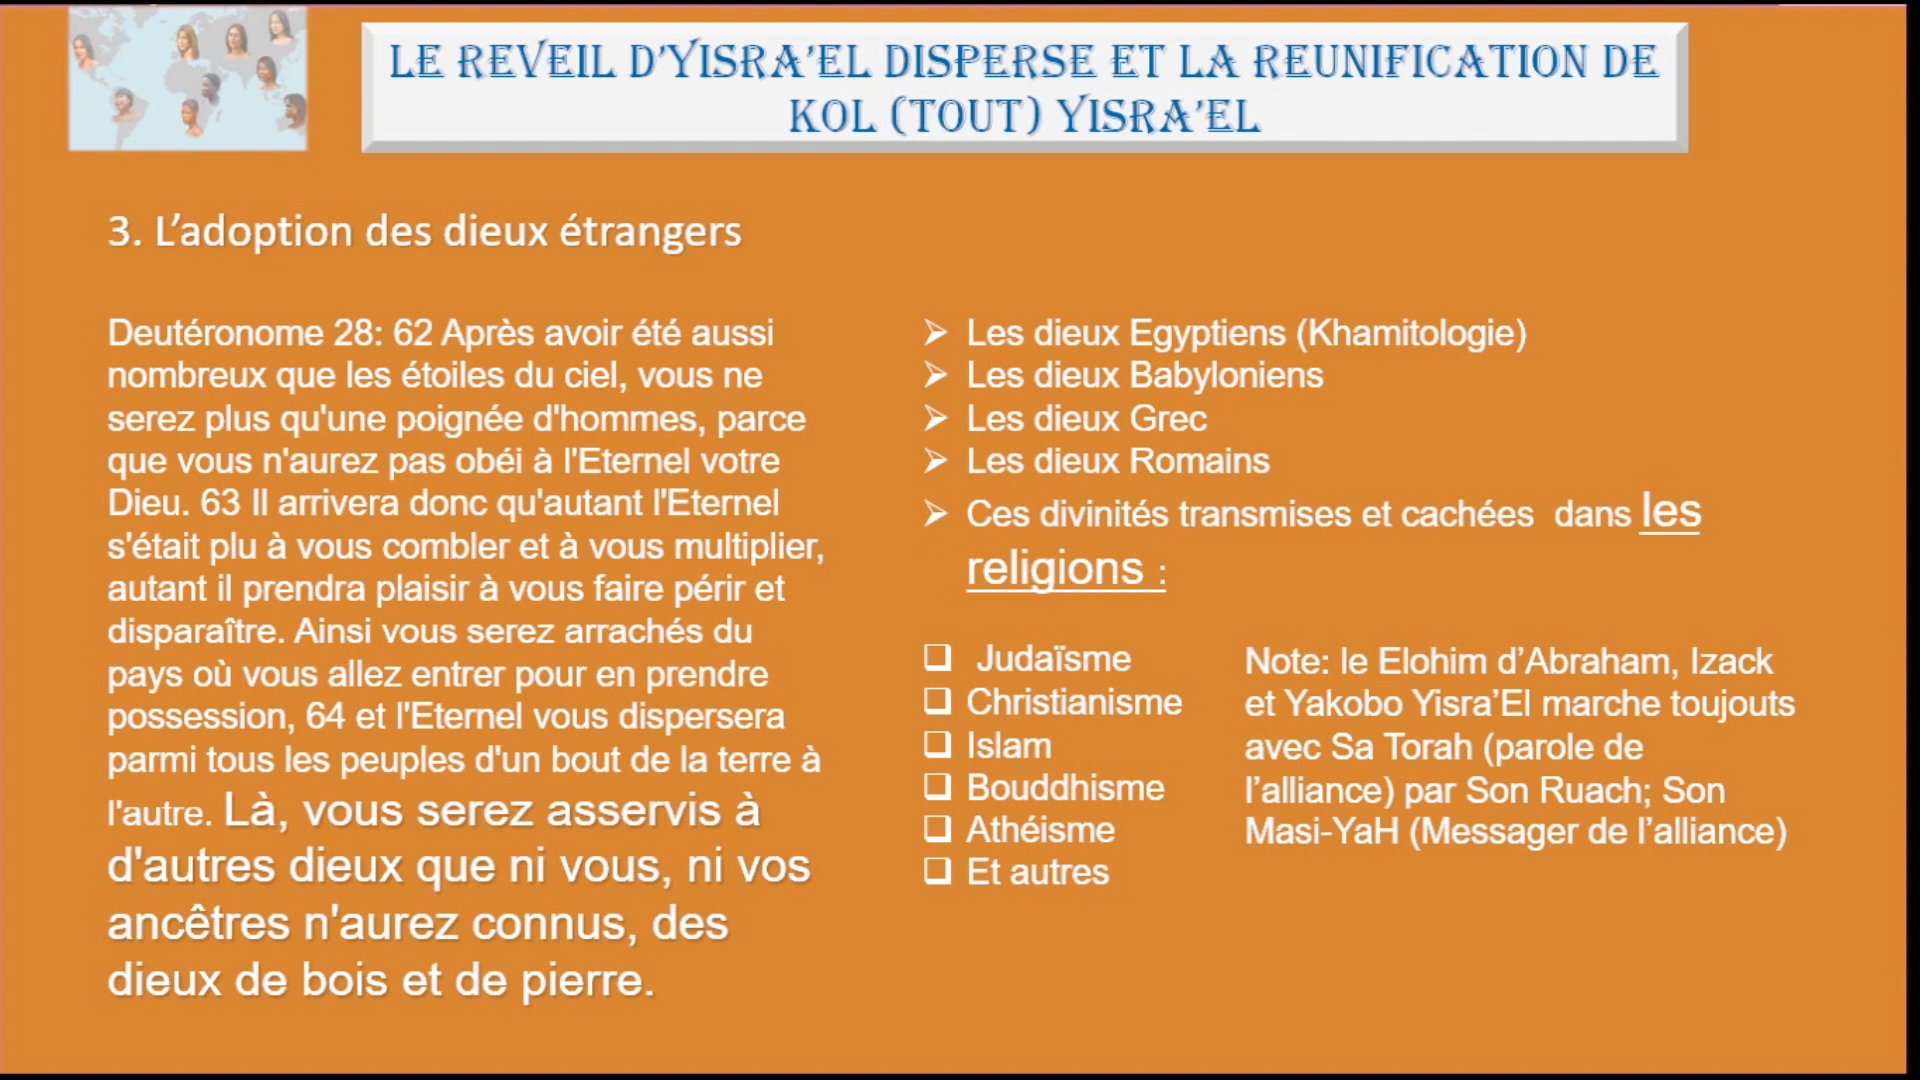 LE REVEIL D'YISRA'EL DISPERSE ET LA REUNIFICATION DE
KOL (TOUT) YISRA'EL
3. L'adoption des dieux étrangers
Deutéronome 28: 62 Après avoir été aussi
nombreux que les étoiles du ciel, vous ne
serez plus qu'une poignée d'hommes, parce
que vous n'aurez pas obéi à l'Eternel votre
Dieu. 63 Il arrivera donc qu'autant l'Eternel
s'était plu à vous combler et à vous multiplier,
autant il prendra plaisir à vous faire périr et
disparaître. Ainsi vous serez arrachés du
pays où vous allez entrer pour en prendre
possession, 64 et l'Eternel vous dispersera
parmi tous les peuples d'un bout de la terre à
l'autre. Là, vous serez asservis à
d'autres dieux que ni vous, ni vos
ancêtres n'aurez connus, des
dieux de bois et de pierre.
Les dieux Egyptiens (Khamitologie)
Les dieux Babyloniens
Les dieux Grec
Les dieux Romains
Ces divinités transmises et cachées dans les
religions :
Judaïsme
Christianisme
Islam
Bouddhisme
Athéisme
Et autres
Note: le Elohim d'Abraham, Izack
et Yakobo Yisra'El marche toujouts
avec Sa Torah (parole de
l'alliance) par Son Ruach; Son
Masi-YaH (Messager de l'alliance)